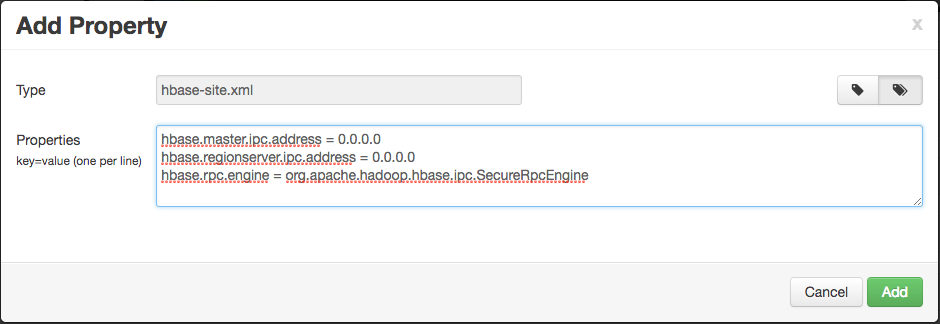 Add Property
x
Type
hbase-site.xml
Properties
key=value (one per line)
hbase.master.ipc.address = 0.0.0.0
hbase.regionserver.ipc.address = 0.0.0.0
hbase.rpc.engine = org.apache.hadoop.hbase.ipc.SecureRpcEngine
Cancel
Add